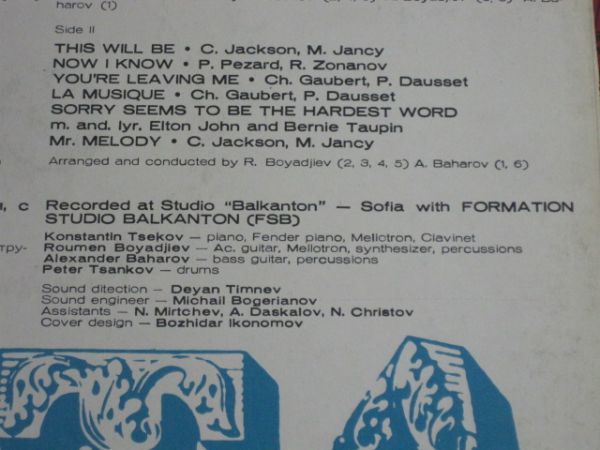 harov (1)
Side II
THIS WILL BE • C. Jackson, M. Jancy
NOW I KNOW • P. Pezard, R. Zonanov
YOU'RE LEAVING ME • Ch. Gaubert, P. Dausset
LA MUSIQUE • Ch. Gaubert, P. Dausset
SORRY SEEMS TO BE THE HARDEST WORD
m. and. lyr. Elton John and Bernie Taupin
Mr. MELODY • C. Jackson, M. Jancy
Arranged and conducted by R. Boyadjiev (2, 3, 4, 5) A. Baharov (1, 6)
с Recorded at Studio "Balkanton" — Sofia with FORMATION
STUDIO BALKANTON (FSB)
Konstantin Tsekov — piano, Fender piano, Mellotron, Clavinet
тру- Roumen Boyadjiev — Ac. guitar, Mellotron, synthesizer, percussions
Alexander Baharov — bass guitar, percussions
Peter Tsankov — drums
Sound ditection — Deyan Timnev
Sound engineer — Michail Bogerianov
Assistants — N. Mirtchev, A. Daskalov, N. Christov
Cover design — Bozhidar Ikonomov